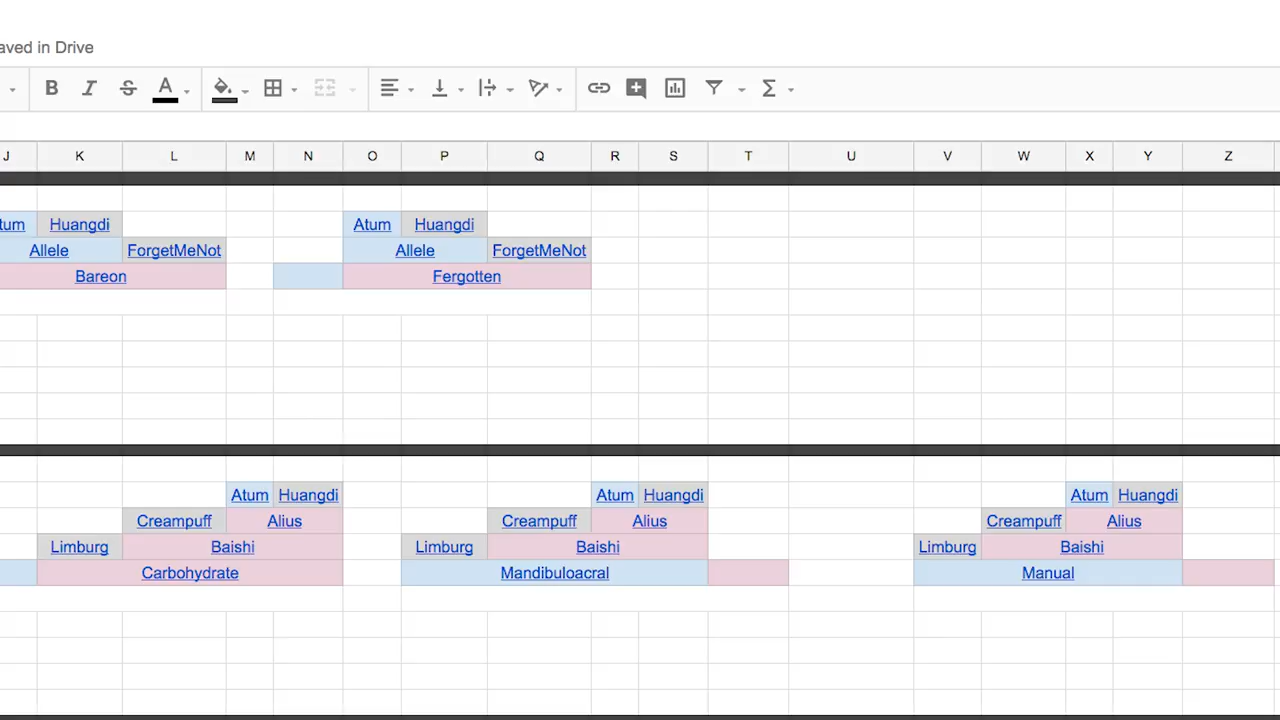 aved in Drive
B I S A Σ
J K L M N O P Q R S T U V W X Y Z
tum Huangdi Atum Huangdi
Allele ForgetMeNot Allele ForgetMeNot
Bareon Fergotten
Atum Huangdi Atum Huangdi Atum Huangdi
Creampuff Alius Creampuff Alius Creampuff Alius
Limburg Baishi Limburg Baishi Limburg Baishi
Carbohydrate Mandibuloacral Manual